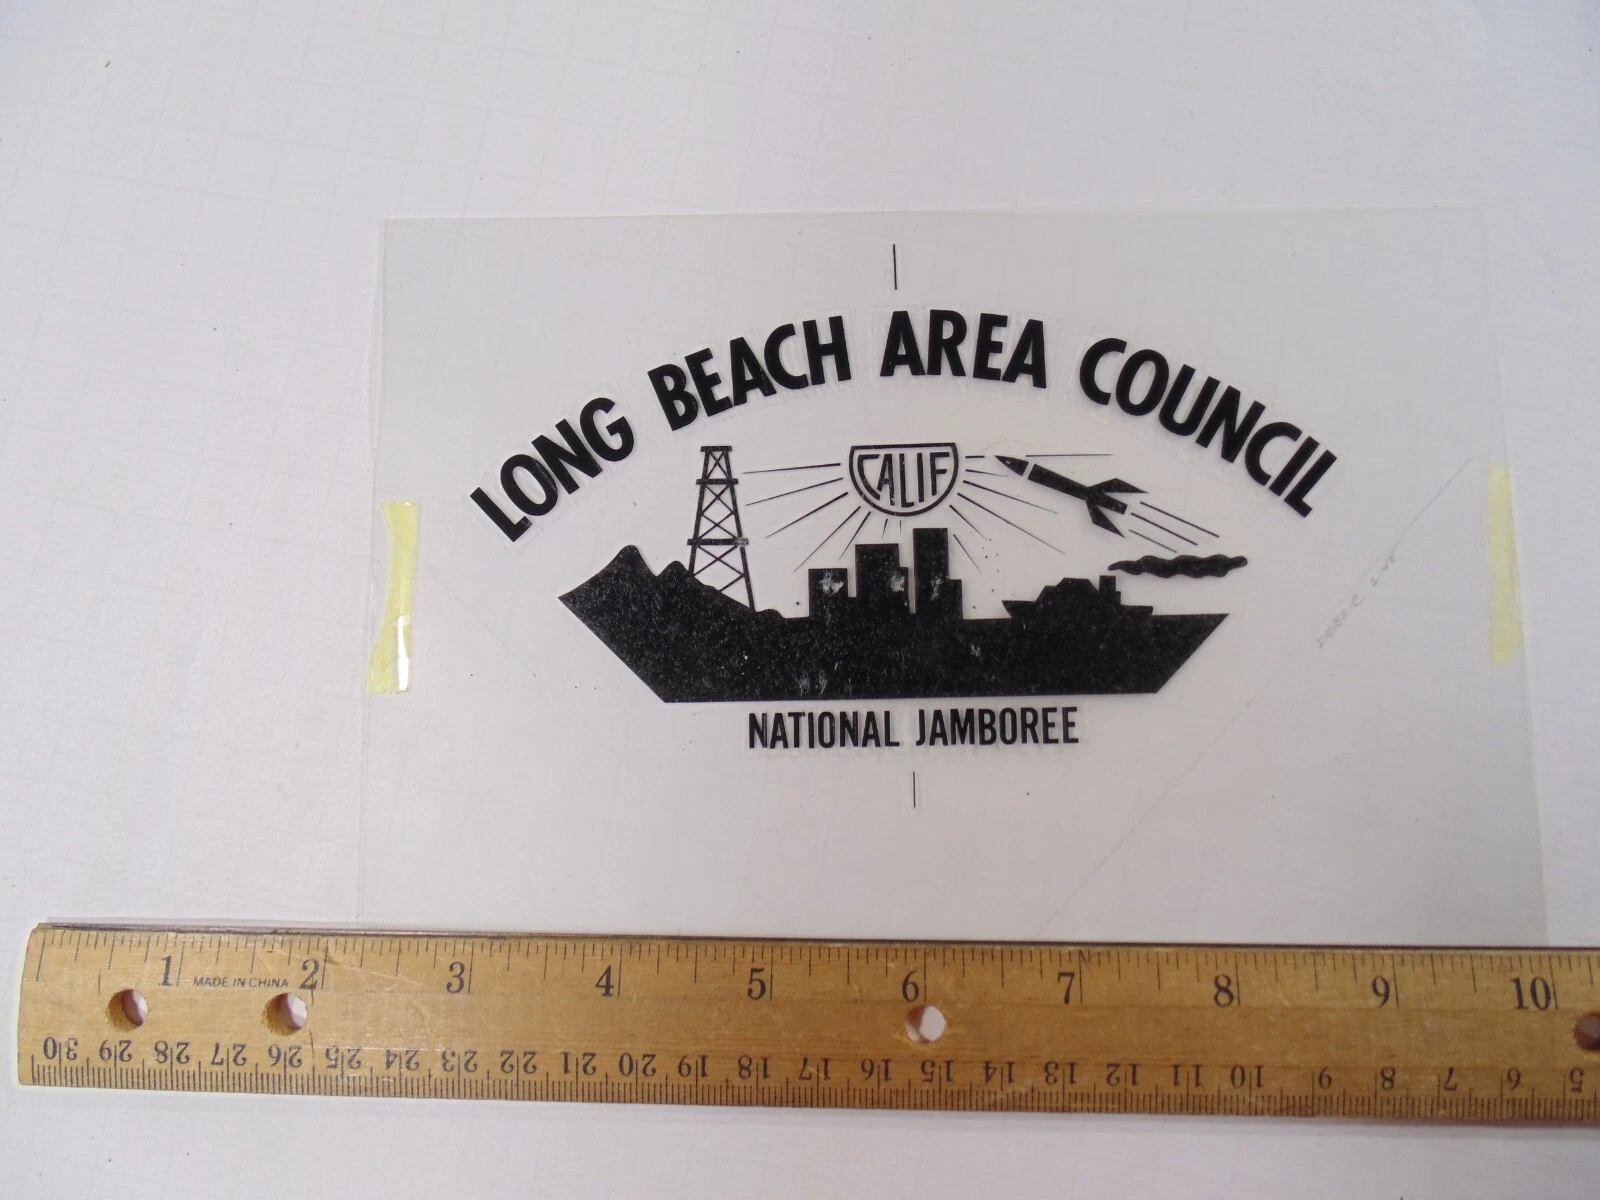 LONG BEACH AREA COUNCIL
CALIF
NATIONAL JAMBOREE
1 MADE IN CHINA 2 3 4 5 6 7 8 9 10
30 29 28 27 26 25 24 23 22 21 20 19 18 17 16 15 14 13 12 11 10 9 8 7 6 5